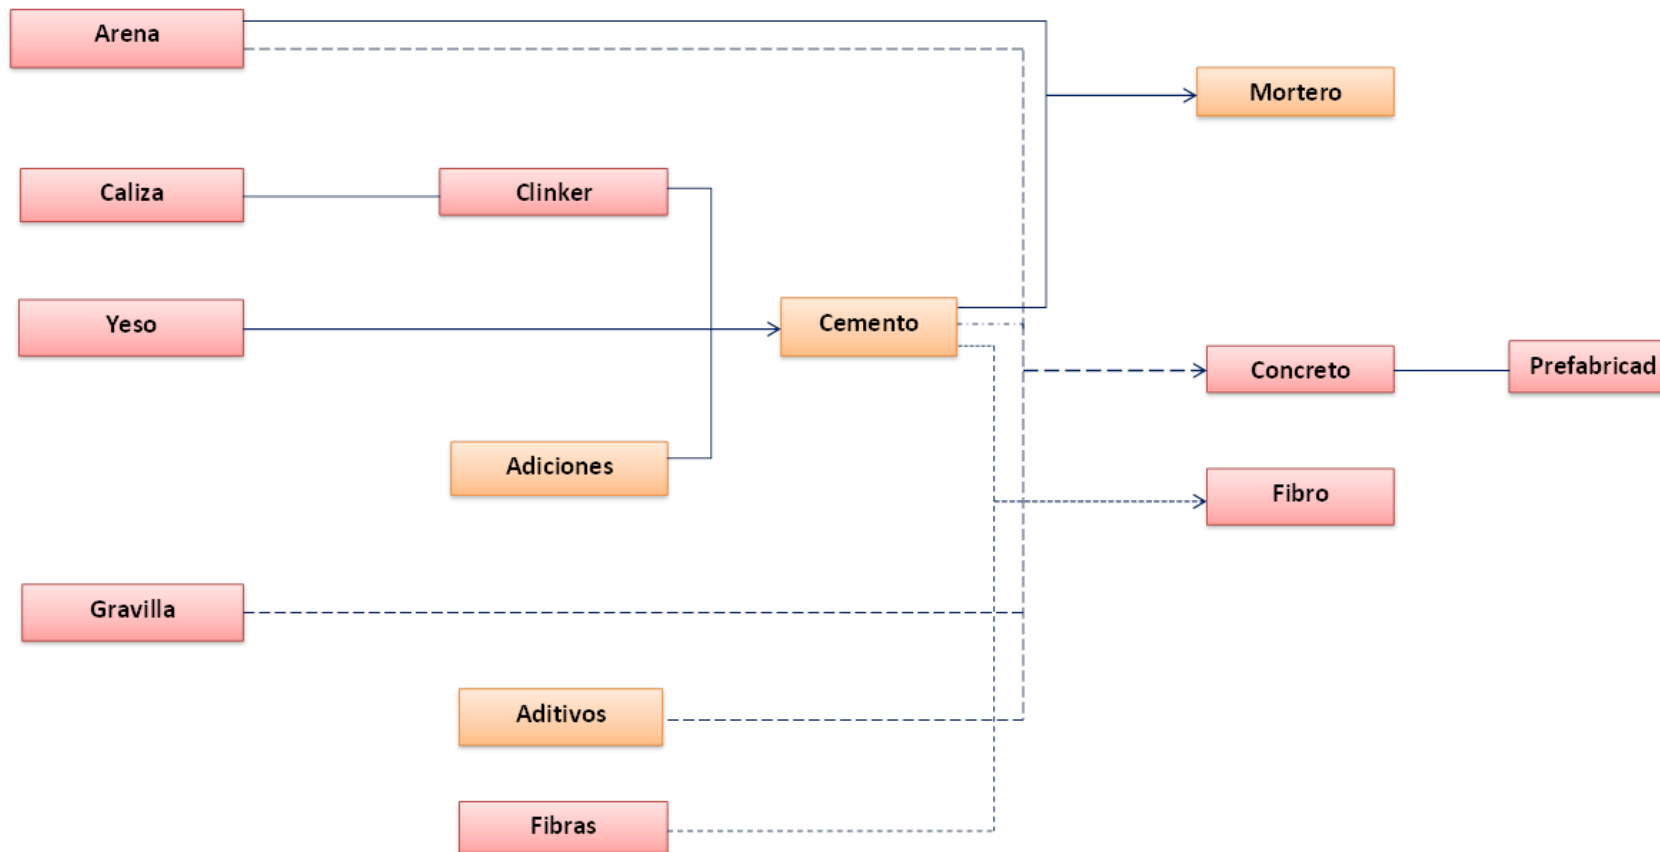 Arena
Mortero
Caliza
Clinker
Yeso
Cemento
Concreto
Prefabricad
Adiciones
Fibro
Gravilla
Aditivos
Fibras